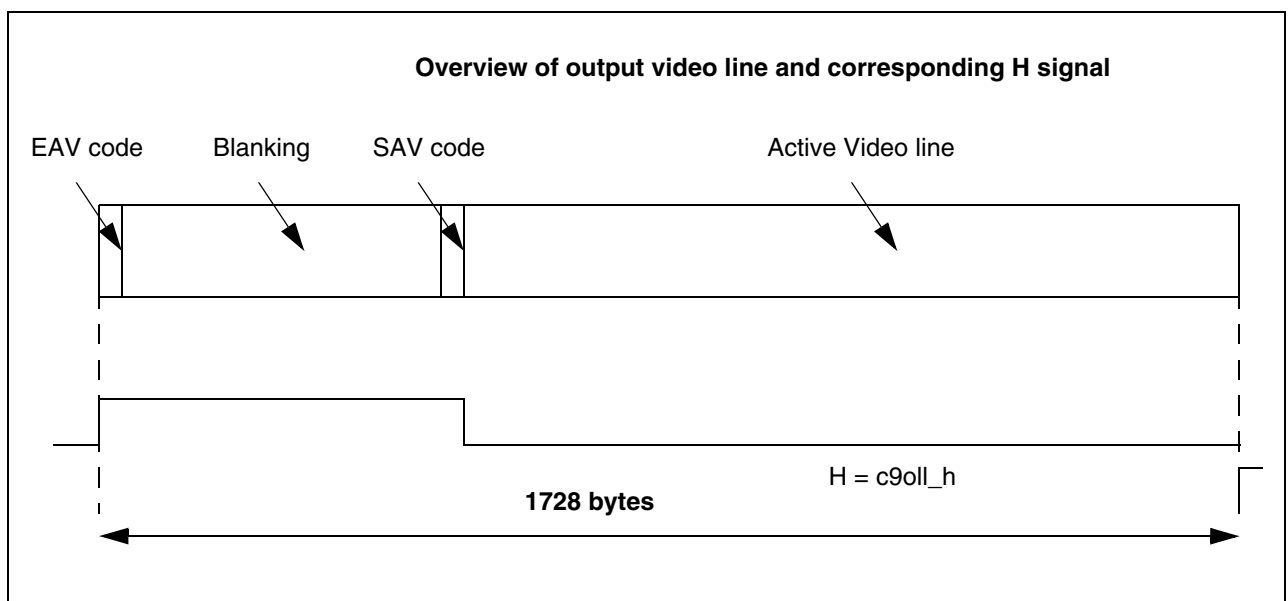 Overview of output video line and corresponding H signal
EAV code
Blanking
SAV code
Active Video line
H = c9oll_h
1728 bytes